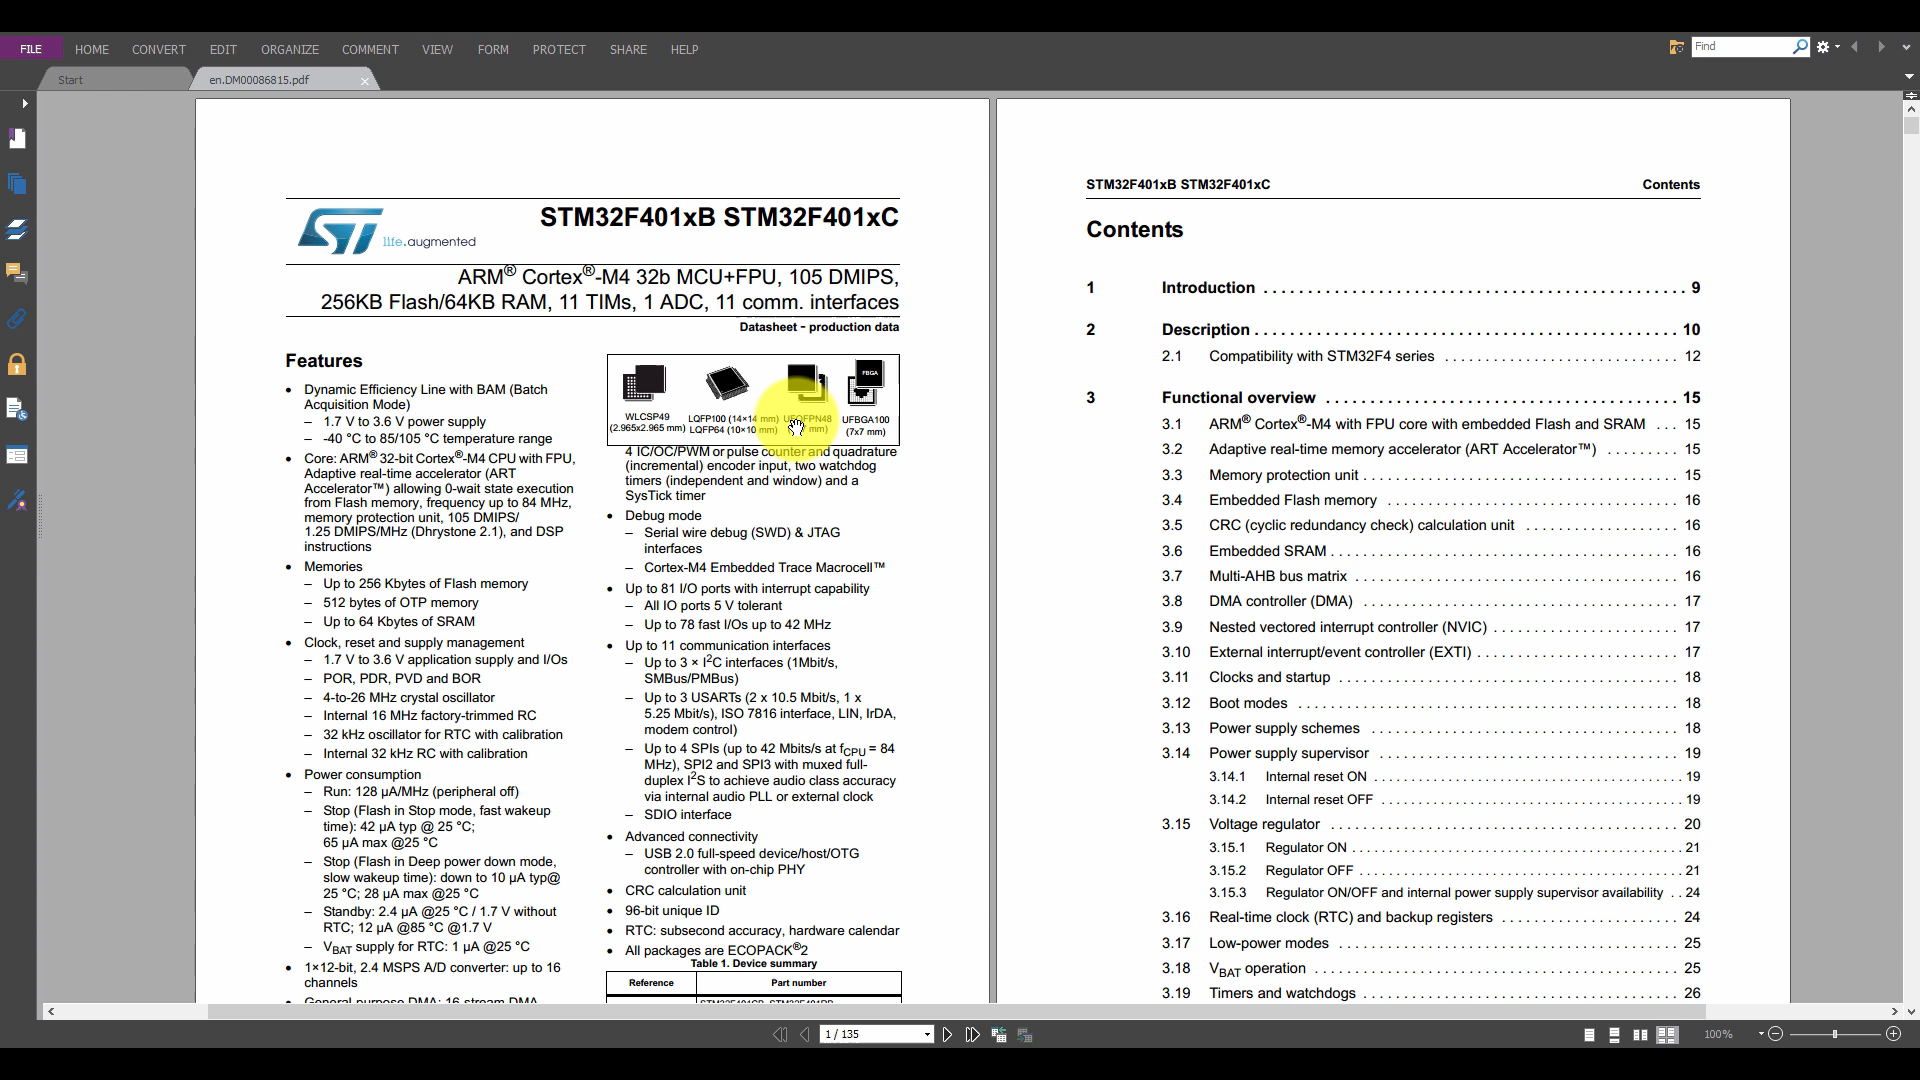 FILE HOME CONVERT EDIT ORGANIZE COMMENT VIEW FORM PROTECT SHARE HELP
Find
Start
en.DM00086815.pdf
life.augmented
STM32F401xB STM32F401xC
ARM® Cortex®-M4 32b MCU+FPU, 105 DMIPS,
256KB Flash/64KB RAM, 11 TIMs, 1 ADC, 11 comm. interfaces
Datasheet - production data
Features
• Dynamic Efficiency Line with BAM (Batch
Acquisition Mode)
– 1.7 V to 3.6 V power supply
– -40 °C to 85/105 °C temperature range
• Core: ARM® 32-bit Cortex®-M4 CPU with FPU,
Adaptive real-time accelerator (ART
Accelerator™) allowing 0-wait state execution
from Flash memory, frequency up to 84 MHz,
memory protection unit, 105 DMIPS/
1.25 DMIPS/MHz (Dhrystone 2.1), and DSP
instructions
• Memories
– Up to 256 Kbytes of Flash memory
– 512 bytes of OTP memory
– Up to 64 Kbytes of SRAM
• Clock, reset and supply management
– 1.7 V to 3.6 V application supply and I/Os
– POR, PDR, PVD and BOR
– 4-to-26 MHz crystal oscillator
– Internal 16 MHz factory-trimmed RC
– 32 kHz oscillator for RTC with calibration
– Internal 32 kHz RC with calibration
• Power consumption
– Run: 128 µA/MHz (peripheral off)
– Stop (Flash in Stop mode, fast wakeup
time): 42 µA typ @ 25 °C;
65 µA max @25 °C
– Stop (Flash in Deep power down mode,
slow wakeup time): down to 10 µA typ@
25 °C; 28 µA max @25 °C
– Standby: 2.4 µA @25 °C / 1.7 V without
RTC; 12 µA @85 °C @1.7 V
– VBAT supply for RTC: 1 µA @25 °C
• 1×12-bit, 2.4 MSPS A/D converter: up to 16
channels
• General-purpose DMA: 16-stream DMA
FBGA
WLCSP49
(2.965x2.965 mm)
LQFP100 (14×14 mm)
LQFP64 (10×10 mm)
UFQFPN48
mm)
UFBGA100
(7x7 mm)
4 IC/OC/PWM or pulse counter and quadrature
(incremental) encoder input, two watchdog
timers (independent and window) and a
SysTick timer
• Debug mode
– Serial wire debug (SWD) & JTAG
interfaces
– Cortex-M4 Embedded Trace Macrocell™
• Up to 81 I/O ports with interrupt capability
– All IO ports 5 V tolerant
– Up to 78 fast I/Os up to 42 MHz
• Up to 11 communication interfaces
– Up to 3 × I2C interfaces (1Mbit/s,
SMBus/PMBus)
– Up to 3 USARTs (2 x 10.5 Mbit/s, 1 x
5.25 Mbit/s), ISO 7816 interface, LIN, IrDA,
modem control)
– Up to 4 SPIs (up to 42 Mbits/s at fCPU = 84
MHz), SPI2 and SPI3 with muxed full-
duplex I2S to achieve audio class accuracy
via internal audio PLL or external clock
– SDIO interface
• Advanced connectivity
– USB 2.0 full-speed device/host/OTG
controller with on-chip PHY
• CRC calculation unit
• 96-bit unique ID
• RTC: subsecond accuracy, hardware calendar
• All packages are ECOPACK®2
Table 1. Device summary
Reference Part number
STM32F401CB, STM32F401RB,
STM32F401xB STM32F401xC Contents
Contents
1 Introduction . . . 9
2 Description . . . 10
2.1 Compatibility with STM32F4 series . . . 12
3 Functional overview . . . 15
3.1 ARM® Cortex®-M4 with FPU core with embedded Flash and SRAM . . . 15
3.2 Adaptive real-time memory accelerator (ART Accelerator™) . . . 15
3.3 Memory protection unit . . . 15
3.4 Embedded Flash memory . . . 16
3.5 CRC (cyclic redundancy check) calculation unit . . . 16
3.6 Embedded SRAM . . . 16
3.7 Multi-AHB bus matrix . . . 16
3.8 DMA controller (DMA) . . . 17
3.9 Nested vectored interrupt controller (NVIC) . . . 17
3.10 External interrupt/event controller (EXTI) . . . 17
3.11 Clocks and startup . . . 18
3.12 Boot modes . . . 18
3.13 Power supply schemes . . . 18
3.14 Power supply supervisor . . . 19
3.14.1 Internal reset ON . . . 19
3.14.2 Internal reset OFF . . . 19
3.15 Voltage regulator . . . 20
3.15.1 Regulator ON . . . 21
3.15.2 Regulator OFF . . . 21
3.15.3 Regulator ON/OFF and internal power supply supervisor availability . . 24
3.16 Real-time clock (RTC) and backup registers . . . 24
3.17 Low-power modes . . . 25
3.18 VBAT operation . . . 25
3.19 Timers and watchdogs . . . 26
1 / 135
100%